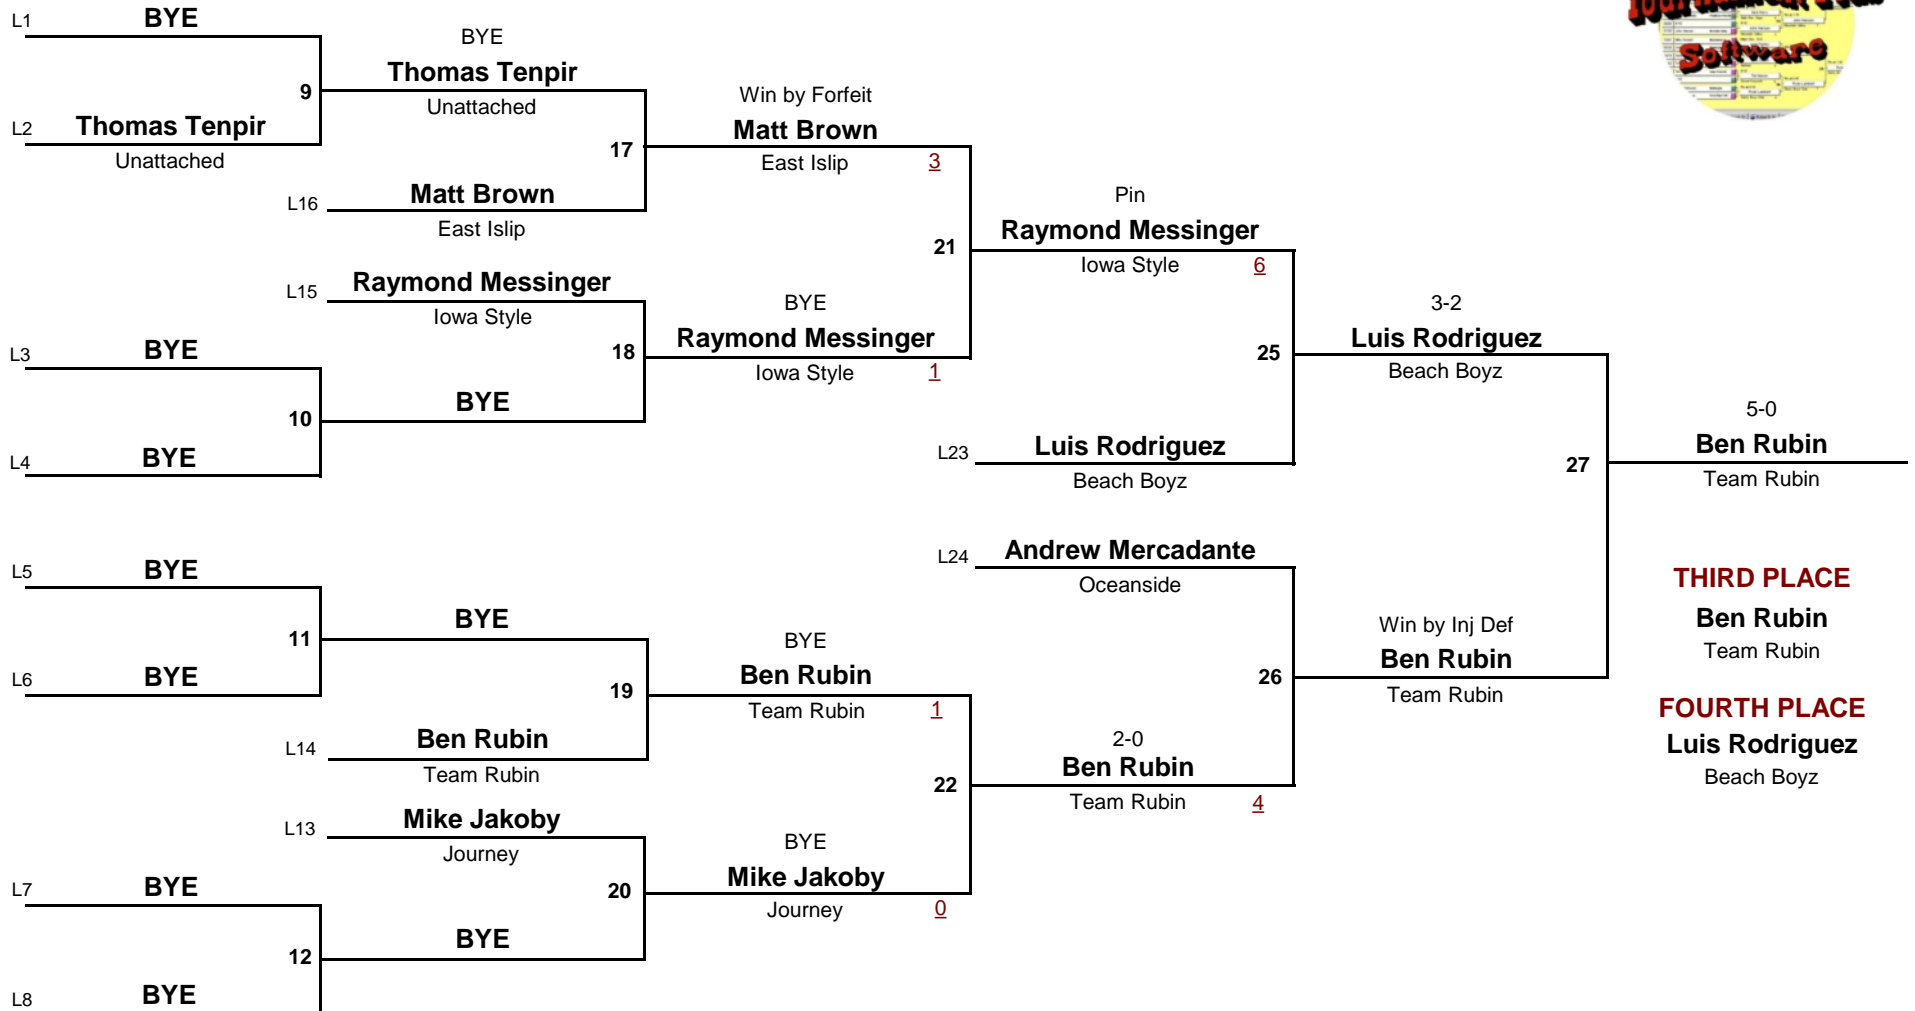 L1 BYE
9
L2 Thomas Tenpir
Unattached
BYE
Thomas Tenpir
Unattached
17
L16 Matt Brown
East Islip
L15 Raymond Messinger
Iowa Style
18
L3 BYE
10
L4 BYE
BYE
Win by Forfeit
Matt Brown
East Islip 3
21
BYE
Raymond Messinger
Iowa Style 1
Pin
Raymond Messinger
Iowa Style 6
25
L23 Luis Rodriguez
Beach Boyz
3-2
Luis Rodriguez
Beach Boyz
27
L5 BYE
11
L6 BYE
BYE
19
L14 Ben Rubin
Team Rubin
L13 Mike Jakoby
Journey
20
L7 BYE
12
L8 BYE
BYE
BYE
Ben Rubin
Team Rubin 1
22
BYE
Mike Jakoby
Journey 0
L24 Andrew Mercadante
Oceanside
26
2-0
Ben Rubin
Team Rubin 4
Win by Inj Def
Ben Rubin
Team Rubin
5-0
Ben Rubin
Team Rubin
THIRD PLACE
Ben Rubin
Team Rubin
FOURTH PLACE
Luis Rodriguez
Beach Boyz
Software